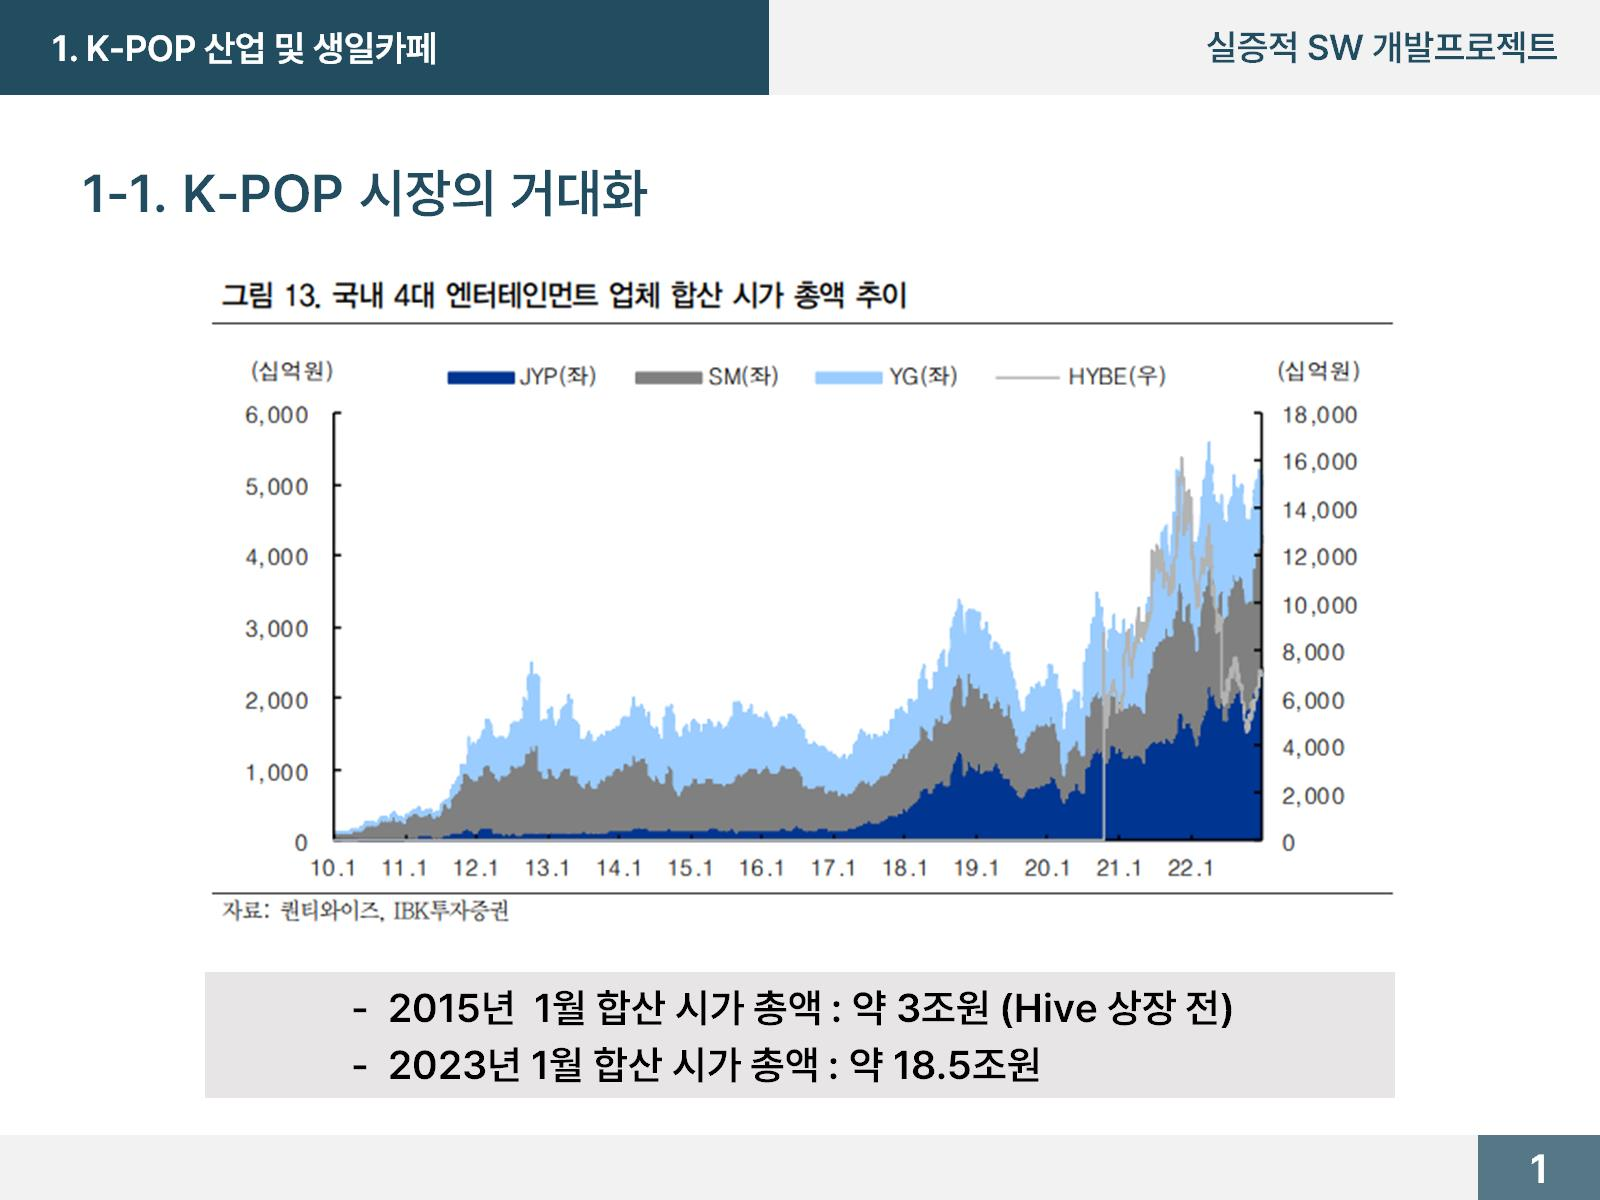 1. K-POP 산업 및 생일카페
실증적 SW 개발프로젝트
1-1. K-POP 시장의 거대화
그림 13. 국내 4대 엔터테인먼트 업체 합산 시가 총액 추이
(십억원)
JYP(좌) SM(좌) YG(좌) HYBE(우)
(십억원)
6,000
5,000
4,000
3,000
2,000
1,000
0
18,000
16,000
14,000
12,000
10,000
8,000
6,000
4,000
2,000
0
10.1 11.1 12.1 13.1 14.1 15.1 16.1 17.1 18.1 19.1 20.1 21.1 22.1
자료: 퀀티와이즈, IBK투자증권
- 2015년 1월 합산 시가 총액 : 약 3조원 (Hive 상장 전)
- 2023년 1월 합산 시가 총액 : 약 18.5조원
1